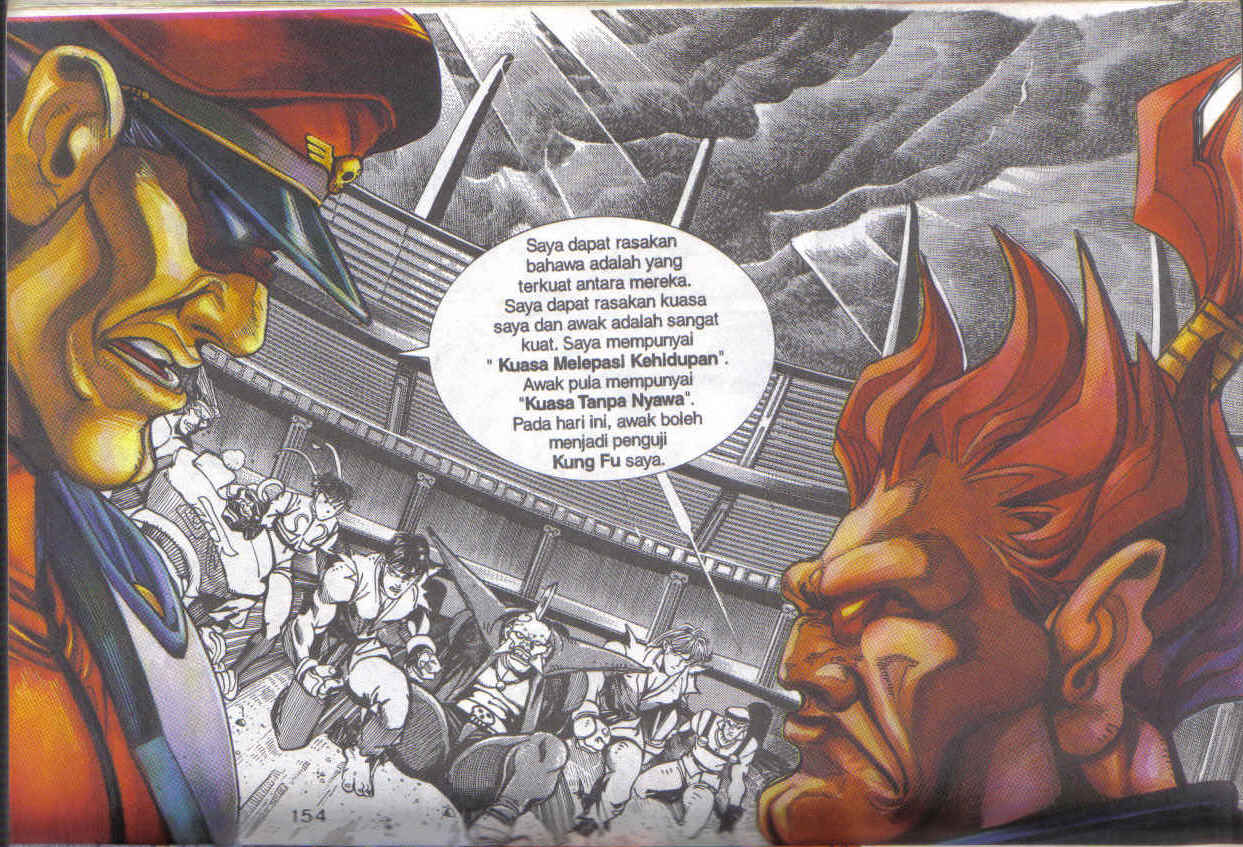 Saya dapat rasakan
bahawa adalah yang
terkuat antara mereka.
Saya dapat rasakan kuasa
saya dan awak adalah sangat
kuat. Saya mempunyai
" Kuasa Melepasi Kehidupan".
Awak pula mempunyai
"Kuasa Tanpa Nyawa".
Pada hari ini, awak boleh
menjadi penguji
Kung Fu saya.
154